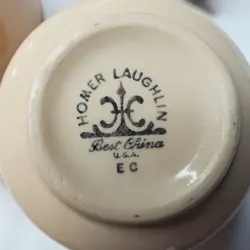 HOMER LAUGHLIN
Best China
U.S.A.
E C